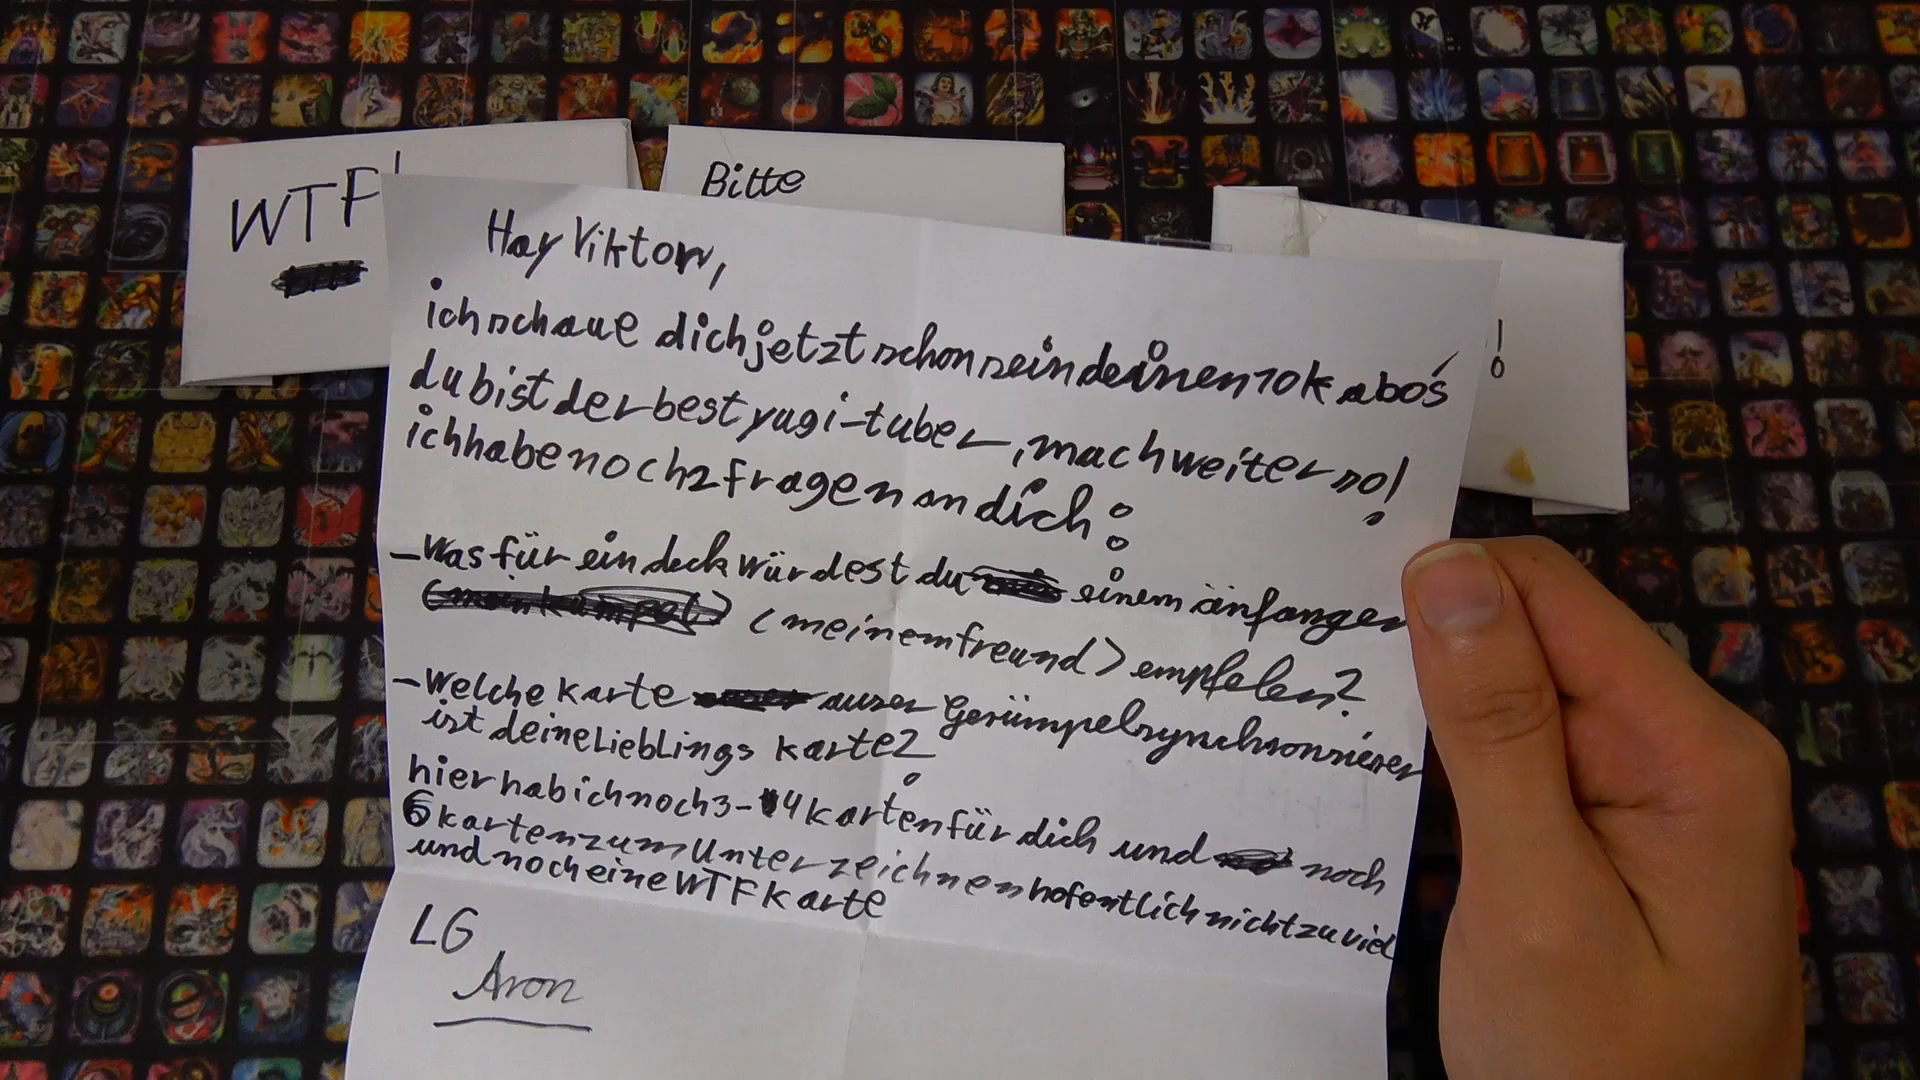 WTF!
Bitte
!
Hay Viktor,
ich schaue dich jetzt schon sein deinen 10k abo's
du bist der best yugi-tuber, mach weiter so!
ich habe noch 2 fragen an dich:
-Was für ein deck würdest du einem änfangen
(meinem freund) empfelen?
-Welche Karte auser Gerümpelsynchronisierer
ist deine Lieblings karte?
hier hab ich noch 3-4 karten für dich und noch
6 karten zum Unterzeichnen hofentlich nicht zu viel
und noch eine WTF Karte
LG
Aron